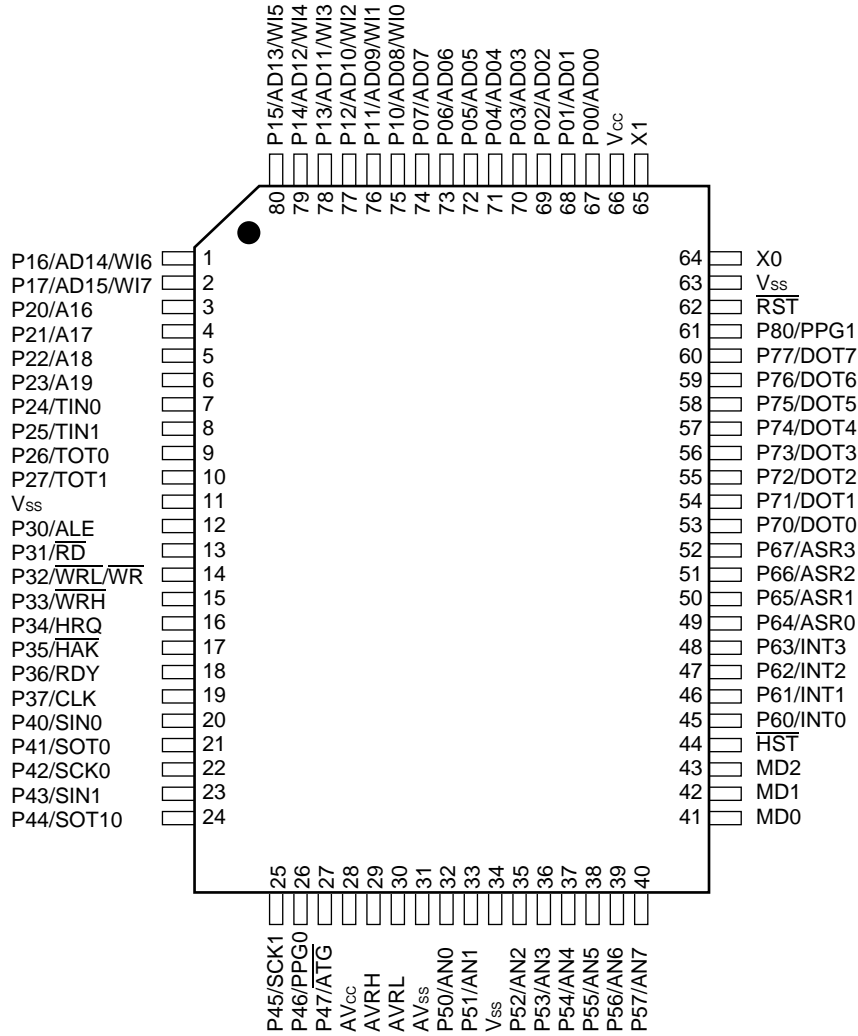 P15/AD13/WI5
P14/AD12/WI4
P13/AD11/WI3
P12/AD10/WI2
P11/AD09/WI1
P10/AD08/WI0
P07/AD07
P06/AD06
P05/AD05
P04/AD04
P03/AD03
P02/AD02
P01/AD01
P00/AD00
Vcc
X1
80
79
78
77
76
75
74
73
72
71
70
69
68
67
66
65
P16/AD14/WI6 1
P17/AD15/WI7 2
P20/A16 3
P21/A17 4
P22/A18 5
P23/A19 6
P24/TIN0 7
P25/TIN1 8
P26/TOT0 9
P27/TOT1 10
Vss 11
P30/ALE 12
P31/R̅D̅ 13
P32/W̅R̅L̅/W̅R̅ 14
P33/W̅R̅H̅ 15
P34/HRQ 16
P35/H̅A̅K̅ 17
P36/RDY 18
P37/CLK 19
P40/SIN0 20
P41/SOT0 21
P42/SCK0 22
P43/SIN1 23
P44/SOT10 24
64 X0
63 Vss
62 R̅S̅T̅
61 P80/PPG1
60 P77/DOT7
59 P76/DOT6
58 P75/DOT5
57 P74/DOT4
56 P73/DOT3
55 P72/DOT2
54 P71/DOT1
53 P70/DOT0
52 P67/ASR3
51 P66/ASR2
50 P65/ASR1
49 P64/ASR0
48 P63/INT3
47 P62/INT2
46 P61/INT1
45 P60/INT0
44 H̅S̅T̅
43 MD2
42 MD1
41 MD0
25
26
27
28
29
30
31
32
33
34
35
36
37
38
39
40
P45/SCK1
P46/PPG0
P47/A̅T̅G̅
AVcc
AVRH
AVRL
AVss
P50/AN0
P51/AN1
Vss
P52/AN2
P53/AN3
P54/AN4
P55/AN5
P56/AN6
P57/AN7